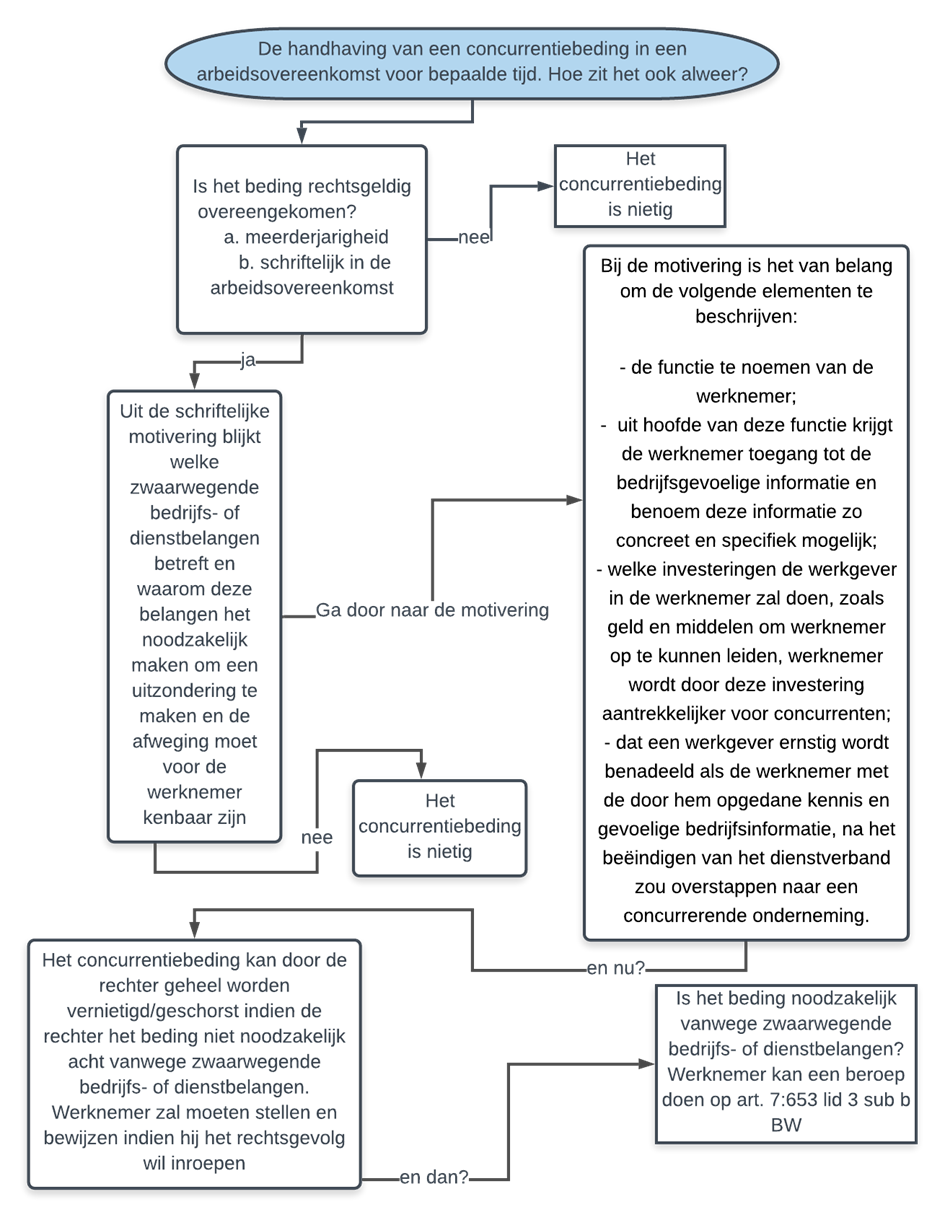 De handhaving van een concurrentiebeding in een
arbeidsovereenkomst voor bepaalde tijd. Hoe zit het ook alweer?
Is het beding rechtsgeldig
overeengekomen?
a. meerderjarigheid
b. schriftelijk in de
arbeidsovereenkomst
nee
Het
concurrentiebeding
is nietig
ja
Uit de schriftelijke
motivering blijkt
welke
zwaarwegende
bedrijfs- of
dienstbelangen
betreft en
waarom deze
belangen het
noodzakelijk
maken om een
uitzondering te
maken en de
afweging moet
voor de
werknemer
kenbaar zijn
Ga door naar de motivering
Bij de motivering is het van belang
om de volgende elementen te
beschrijven:
- de functie te noemen van de
werknemer;
- uit hoofde van deze functie krijgt
de werknemer toegang tot de
bedrijfsgevoelige informatie en
benoem deze informatie zo
concreet en specifiek mogelijk;
- welke investeringen de werkgever
in de werknemer zal doen, zoals
geld en middelen om werknemer
op te kunnen leiden, werknemer
wordt door deze investering
aantrekkelijker voor concurrenten;
- dat een werkgever ernstig wordt
benadeeld als de werknemer met
de door hem opgedane kennis en
gevoelige bedrijfsinformatie, na het
beëindigen van het dienstverband
zou overstappen naar een
concurrerende onderneming.
nee
Het
concurrentiebeding
is nietig
en nu?
Het concurrentiebeding kan door de
rechter geheel worden
vernietigd/geschorst indien de
rechter het beding niet noodzakelijk
acht vanwege zwaarwegende
bedrijfs- of dienstbelangen.
Werknemer zal moeten stellen en
bewijzen indien hij het rechtsgevolg
wil inroepen
en dan?
Is het beding noodzakelijk
vanwege zwaarwegende
bedrijfs- of dienstbelangen?
Werknemer kan een beroep
doen op art. 7:653 lid 3 sub b
BW